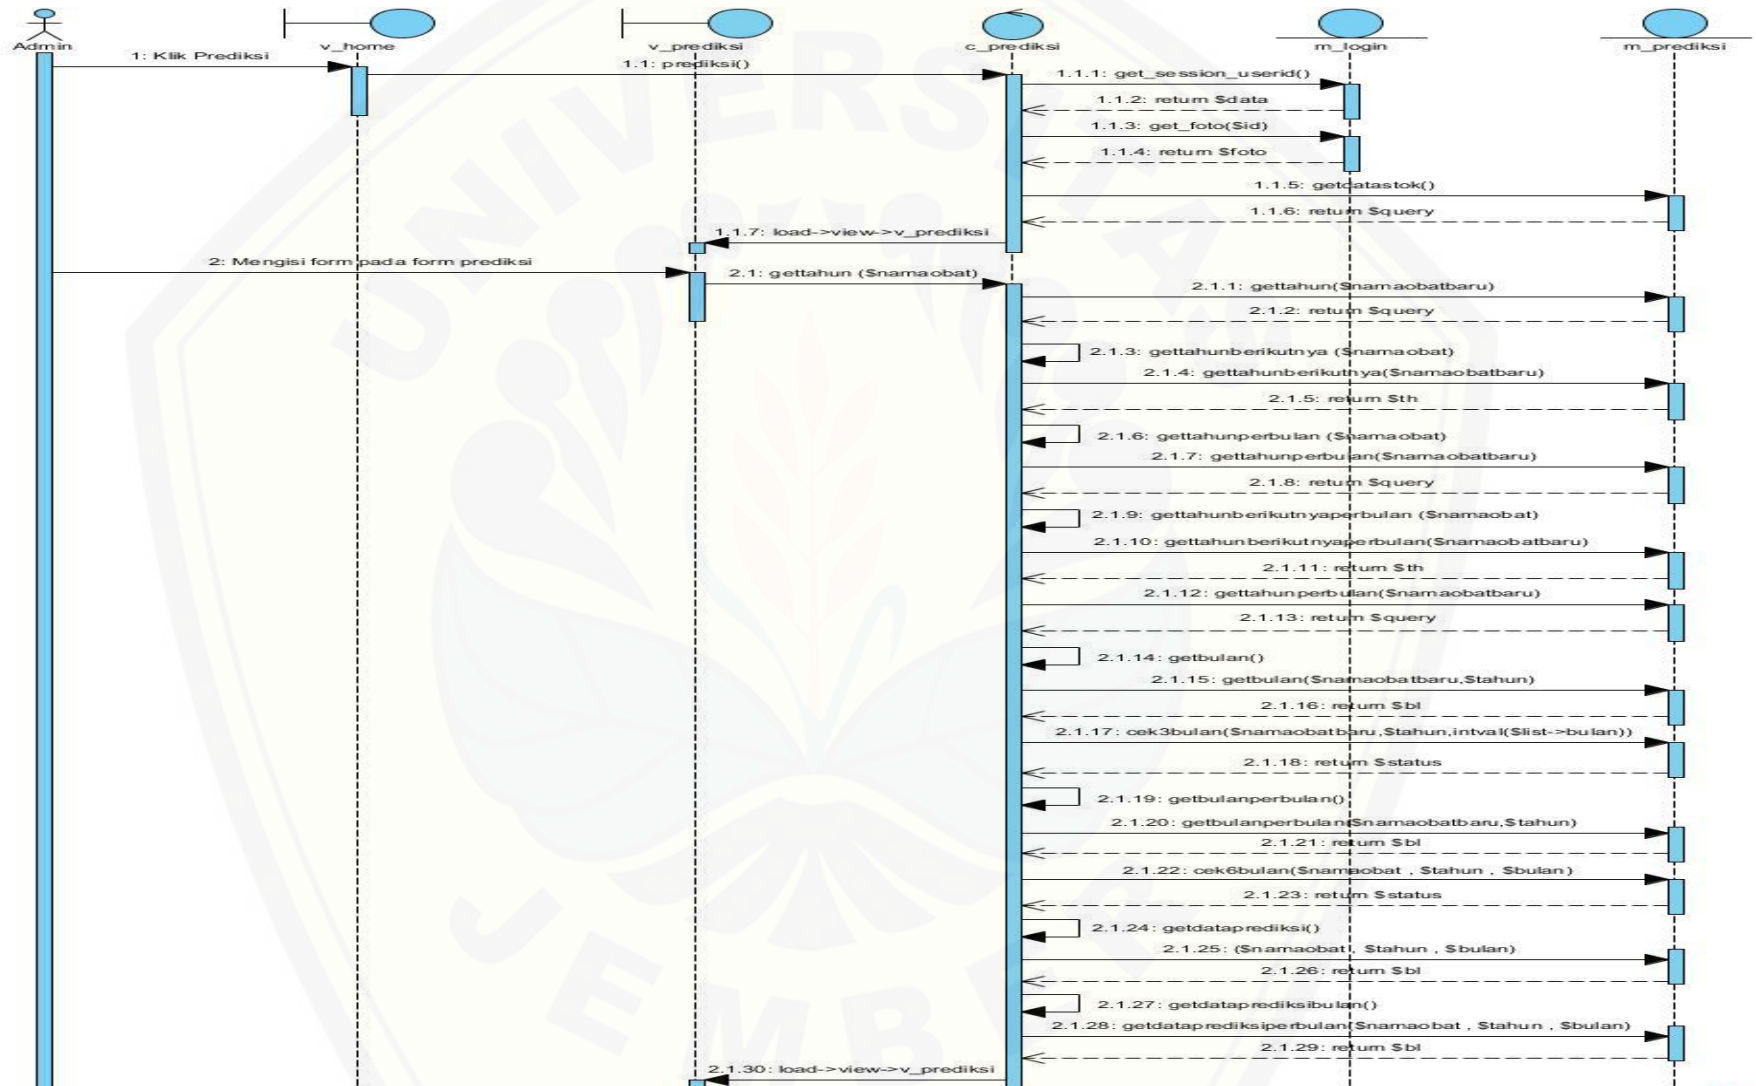 Admin
v_home
v_prediksi
c_prediksi
m_login
m_prediksi
1: Klik Prediksi
1.1: prediksi()
1.1.1: get_session_userid()
1.1.2: return $data
1.1.3: get_foto($id)
1.1.4: return $foto
1.1.5: getdatastok()
1.1.6: return $query
1.1.7: load->view->v_prediksi
2: Mengisi form pada form prediksi
2.1: gettahun ($namaobat)
2.1.1: gettahun($namaobatbaru)
2.1.2: return $query
2.1.3: gettahunberikutnya ($namaobat)
2.1.4: gettahunberikutnya($namaobatbaru)
2.1.5: return $th
2.1.6: gettahunperbulan ($namaobat)
2.1.7: gettahunperbulan($namaobatbaru)
2.1.8: return $query
2.1.9: gettahunberikutnyaperbulan ($namaobat)
2.1.10: gettahunberikutnyaperbulan($namaobatbaru)
2.1.11: return $th
2.1.12: gettahunperbulan($namaobatbaru)
2.1.13: return $query
2.1.14: getbulan()
2.1.15: getbulan($namaobatbaru,$tahun)
2.1.16: return $bl
2.1.17: cek3bulan($namaobatbaru,$tahun,intval($list->bulan))
2.1.18: return $status
2.1.19: getbulanperbulan()
2.1.20: getbulanperbulan($namaobatbaru,$tahun)
2.1.21: return $bl
2.1.22: cek6bulan($namaobat , $tahun , $bulan)
2.1.23: return $status
2.1.24: getdataprediksi()
2.1.25: ($namaobat , $tahun , $bulan)
2.1.26: return $bl
2.1.27: getdataprediksibulan()
2.1.28: getdataprediksiperbulan($namaobat , $tahun , $bulan)
2.1.29: return $bl
2.1.30: load->view->v_prediksi
UNIVERSITAS
JEMBER